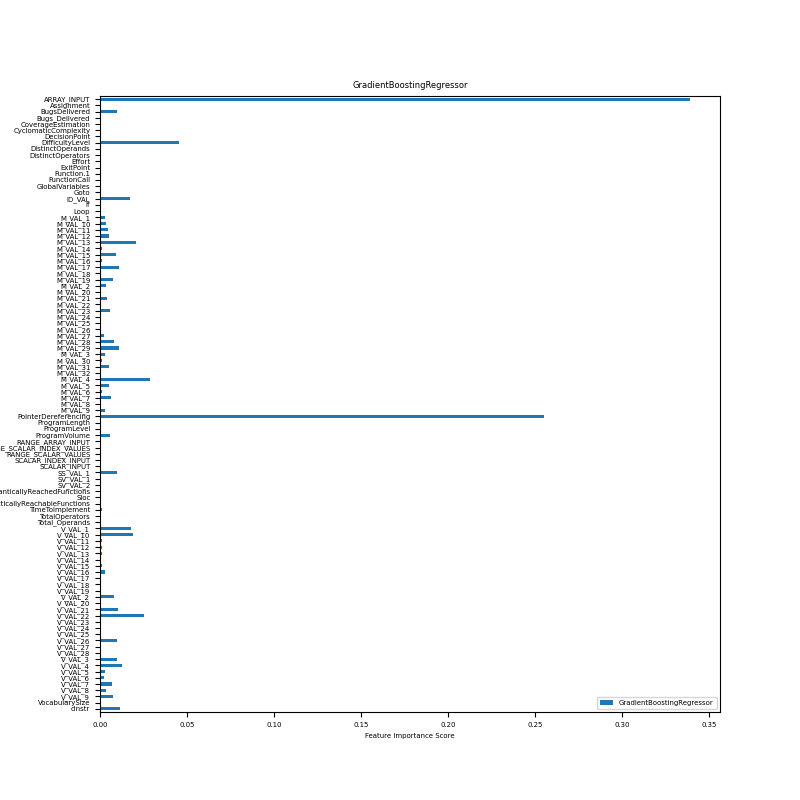 GradientBoostingRegressor
ARRAY_INPUT
Assignment
BugsDelivered
Bugs_Delivered
CoverageEstimation
CyclomaticComplexity
DecisionPoint
DifficultyLevel
DistinctOperands
DistinctOperators
Effort
ExitPoint
Function.1
FunctionCall
GlobalVariables
Goto
ID_VAL
If
Loop
M_VAL_1
M_VAL_10
M_VAL_11
M_VAL_12
M_VAL_13
M_VAL_14
M_VAL_15
M_VAL_16
M_VAL_17
M_VAL_18
M_VAL_19
M_VAL_2
M_VAL_20
M_VAL_21
M_VAL_22
M_VAL_23
M_VAL_24
M_VAL_25
M_VAL_26
M_VAL_27
M_VAL_28
M_VAL_29
M_VAL_3
M_VAL_30
M_VAL_31
M_VAL_32
M_VAL_4
M_VAL_5
M_VAL_6
M_VAL_7
M_VAL_8
M_VAL_9
PointerDereferencing
ProgramLength
ProgramLevel
ProgramVolume
RANGE_ARRAY_INPUT
E_SCALAR_INDEX_VALUES
RANGE_SCALAR_VALUES
SCALAR_INDEX_INPUT
SCALAR_INPUT
SS_VAL_1
SV_VAL_1
SV_VAL_2
anticallyReachedFunctions
Sloc
ticallyReachableFunctions
TimeToImplement
TotalOperators
Total_Operands
V_VAL_1
V_VAL_10
V_VAL_11
V_VAL_12
V_VAL_13
V_VAL_14
V_VAL_15
V_VAL_16
V_VAL_17
V_VAL_18
V_VAL_19
V_VAL_2
V_VAL_20
V_VAL_21
V_VAL_22
V_VAL_23
V_VAL_24
V_VAL_25
V_VAL_26
V_VAL_27
V_VAL_28
V_VAL_3
V_VAL_4
V_VAL_5
V_VAL_6
V_VAL_7
V_VAL_8
V_VAL_9
VocabularySize
cinstr
GradientBoostingRegressor
0.00 0.05 0.10 0.15 0.20 0.25 0.30 0.35
Feature Importance Score